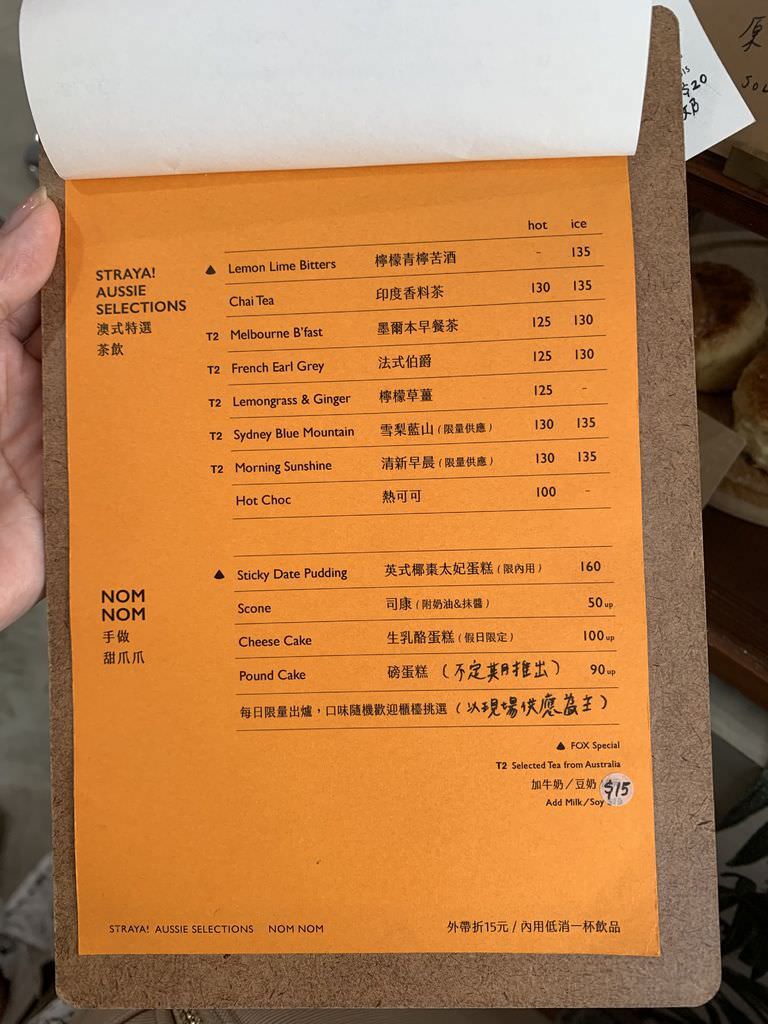 原
$20
hot ice
STRAYA!
AUSSIE
SELECTIONS
澳式特選
茶飲
▲ Lemon Lime Bitters 檸檬青檸苦酒 - 135
Chai Tea 印度香料茶 130 135
T2 Melbourne B'fast 墨爾本早餐茶 125 130
T2 French Earl Grey 法式伯爵 125 130
T2 Lemongrass & Ginger 檸檬草薑 125 -
T2 Sydney Blue Mountain 雪梨藍山(限量供應) 130 135
T2 Morning Sunshine 清新早晨(限量供應) 130 135
Hot Choc 熱可可 100 -
NOM
NOM
手做
甜爪爪
▲ Sticky Date Pudding 英式椰棗太妃蛋糕(限內用) 160
Scone 司康(附奶油&抹醬) 50up
Cheese Cake 生乳酪蛋糕(假日限定) 100up
Pound Cake 磅蛋糕(不定期推出) 90up
每日限量出爐,口味隨機歡迎櫃檯挑選(以現場供應為主)
▲ FOX Special
T2 Selected Tea from Australia
加牛奶/豆奶 $15
Add Milk/Soy
STRAYA! AUSSIE SELECTIONS NOM NOM
外帶折15元 / 內用低消一杯飲品